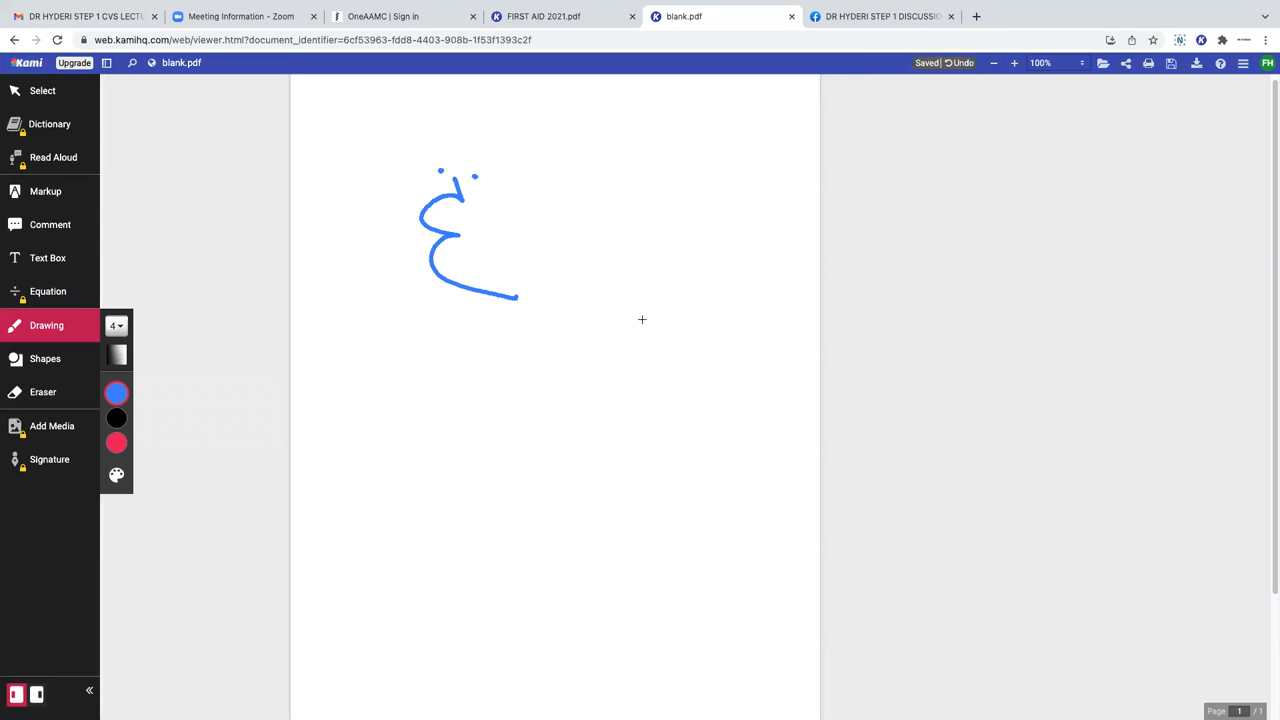 DR HYDERI STEP 1 CVS LECTU
Meeting Information - Zoom
OneAAMC | Sign in
FIRST AID 2021.pdf
blank.pdf
DR HYDERI STEP 1 DISCUSSIO
web.kamihq.com/web/viewer.html?document_identifier=6cf53963-fdd8-4403-908b-1f53f1393c2f
Kami Upgrade blank.pdf Saved Undo 100% FH
Select
Dictionary
Read Aloud
Markup
Comment
Text Box
Equation
Drawing
4
Shapes
Eraser
Add Media
Signature
Page 1 / 1